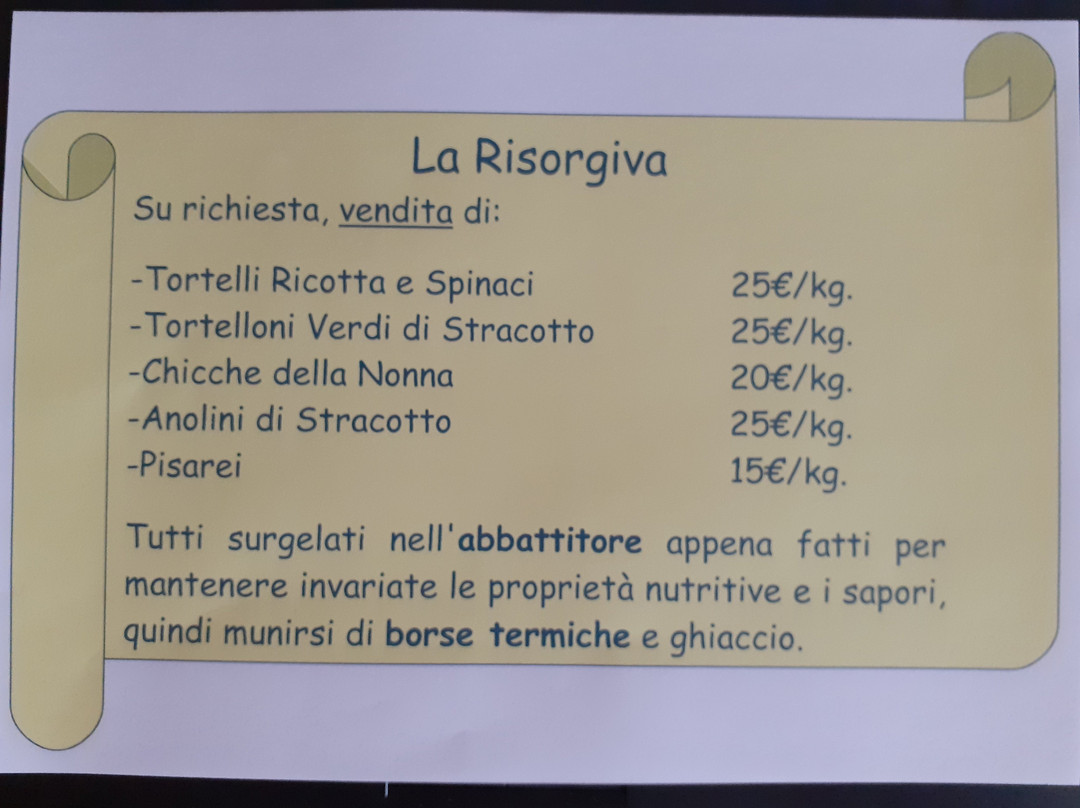 La Risorgiva
Su richiesta, vendita di:
-Tortelli Ricotta e Spinaci 25€/kg.
-Tortelloni Verdi di Stracotto 25€/kg.
-Chicche della Nonna 20€/kg.
-Anolini di Stracotto 25€/kg.
-Pisarei 15€/kg.
Tutti surgelati nell'abbattitore appena fatti per
mantenere invariate le proprietà nutritive e i sapori,
quindi munirsi di borse termiche e ghiaccio.